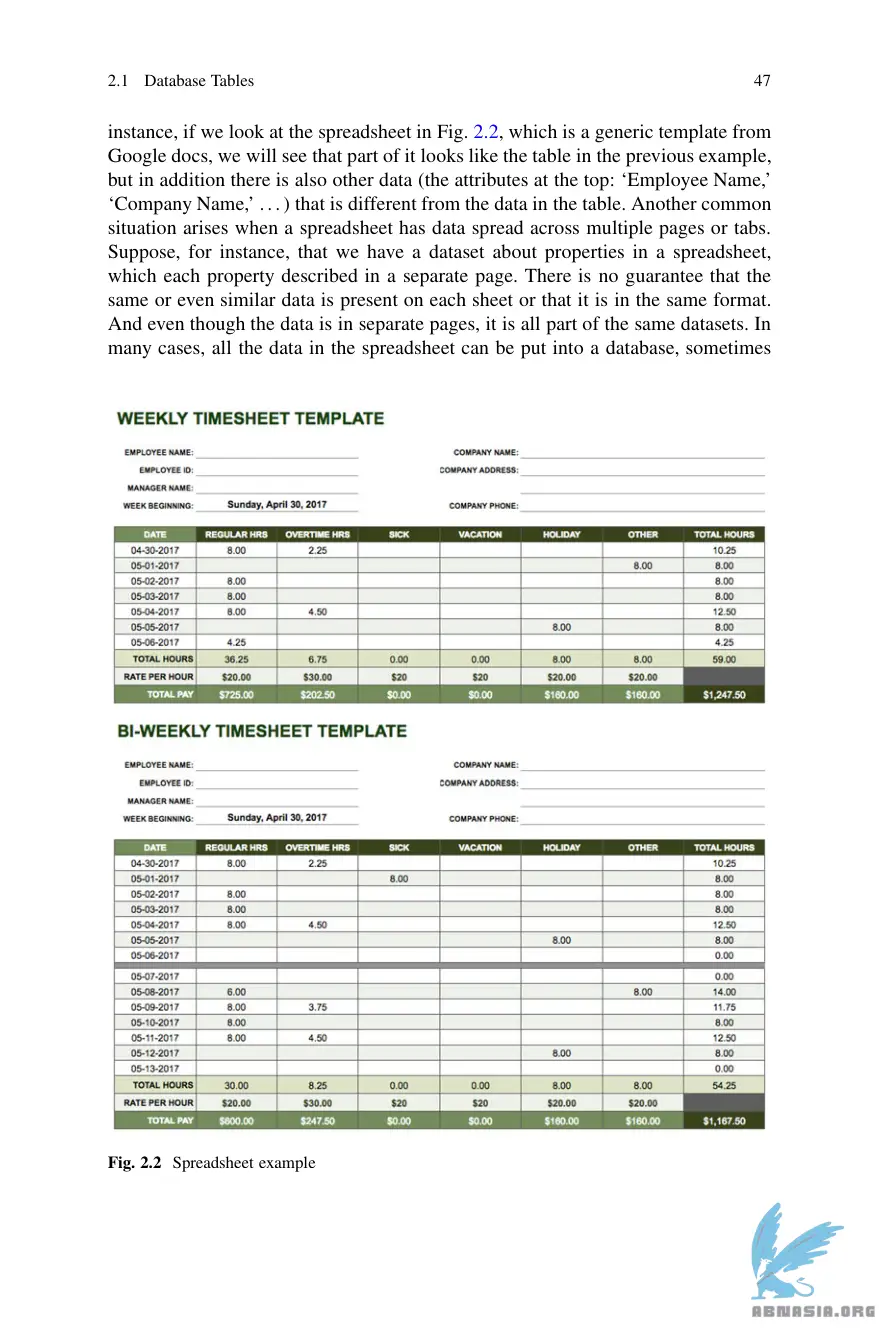 2.1 Database Tables 47
instance, if we look at the spreadsheet in Fig. 2.2, which is a generic template from
Google docs, we will see that part of it looks like the table in the previous example,
but in addition there is also other data (the attributes at the top: ‘Employee Name,’
‘Company Name,’ . . . ) that is different from the data in the table. Another common
situation arises when a spreadsheet has data spread across multiple pages or tabs.
Suppose, for instance, that we have a dataset about properties in a spreadsheet,
which each property described in a separate page. There is no guarantee that the
same or even similar data is present on each sheet or that it is in the same format.
And even though the data is in separate pages, it is all part of the same datasets. In
many cases, all the data in the spreadsheet can be put into a database, sometimes
WEEKLY TIMESHEET TEMPLATE
EMPLOYEE NAME: COMPANY NAME:
EMPLOYEE ID: COMPANY ADDRESS:
MANAGER NAME:
WEEK BEGINNING: Sunday, April 30, 2017 COMPANY PHONE:
DATE REGULAR HRS OVERTIME HRS SICK VACATION HOLIDAY OTHER TOTAL HOURS
04-30-2017 8.00 2.25 10.25
05-01-2017 8.00 8.00
05-02-2017 8.00 8.00
05-03-2017 8.00 8.00
05-04-2017 8.00 4.50 12.50
05-05-2017 8.00 8.00
05-06-2017 4.25 4.25
TOTAL HOURS 36.25 6.75 0.00 0.00 8.00 8.00 59.00
RATE PER HOUR $20.00 $30.00 $20 $20 $20.00 $20.00
TOTAL PAY $725.00 $202.50 $0.00 $0.00 $160.00 $160.00 $1,247.50
BI-WEEKLY TIMESHEET TEMPLATE
EMPLOYEE NAME: COMPANY NAME:
EMPLOYEE ID: COMPANY ADDRESS:
MANAGER NAME:
WEEK BEGINNING: Sunday, April 30, 2017 COMPANY PHONE:
DATE REGULAR HRS OVERTIME HRS SICK VACATION HOLIDAY OTHER TOTAL HOURS
04-30-2017 8.00 2.25 10.25
05-01-2017 8.00 8.00
05-02-2017 8.00 8.00
05-03-2017 8.00 8.00
05-04-2017 8.00 4.50 12.50
05-05-2017 8.00 8.00
05-06-2017 0.00
05-07-2017 0.00
05-08-2017 6.00 8.00 14.00
05-09-2017 8.00 3.75 11.75
05-10-2017 8.00 8.00
05-11-2017 8.00 4.50 12.50
05-12-2017 8.00 8.00
05-13-2017 0.00
TOTAL HOURS 30.00 8.25 0.00 0.00 8.00 8.00 54.25
RATE PER HOUR $20.00 $30.00 $20 $20 $20.00 $20.00
TOTAL PAY $600.00 $247.50 $0.00 $0.00 $160.00 $160.00 $1,167.50
Fig. 2.2 Spreadsheet example
ABNASIA.ORG